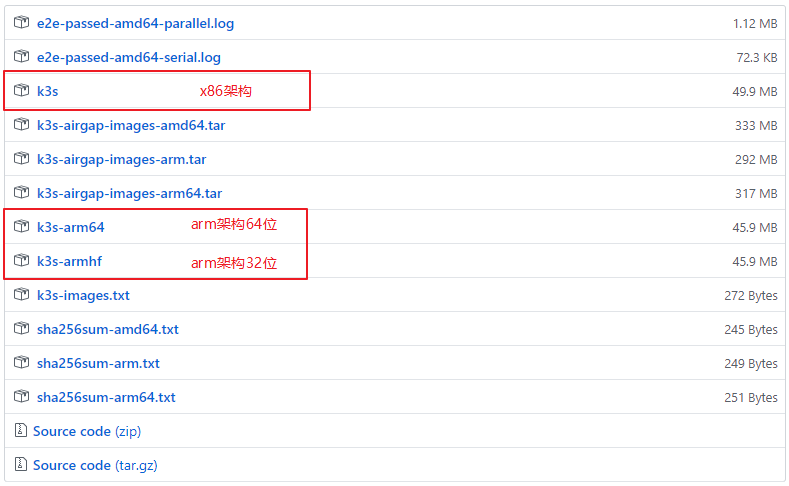 e2e-passed-amd64-parallel.log 1.12 MB
e2e-passed-amd64-serial.log 72.3 KB
k3s x86架构 49.9 MB
k3s-airgap-images-amd64.tar 333 MB
k3s-airgap-images-arm.tar 292 MB
k3s-airgap-images-arm64.tar 317 MB
k3s-arm64 arm架构64位 45.9 MB
k3s-armhf arm架构32位 45.9 MB
k3s-images.txt 272 Bytes
sha256sum-amd64.txt 245 Bytes
sha256sum-arm.txt 249 Bytes
sha256sum-arm64.txt 251 Bytes
Source code (zip)
Source code (tar.gz)